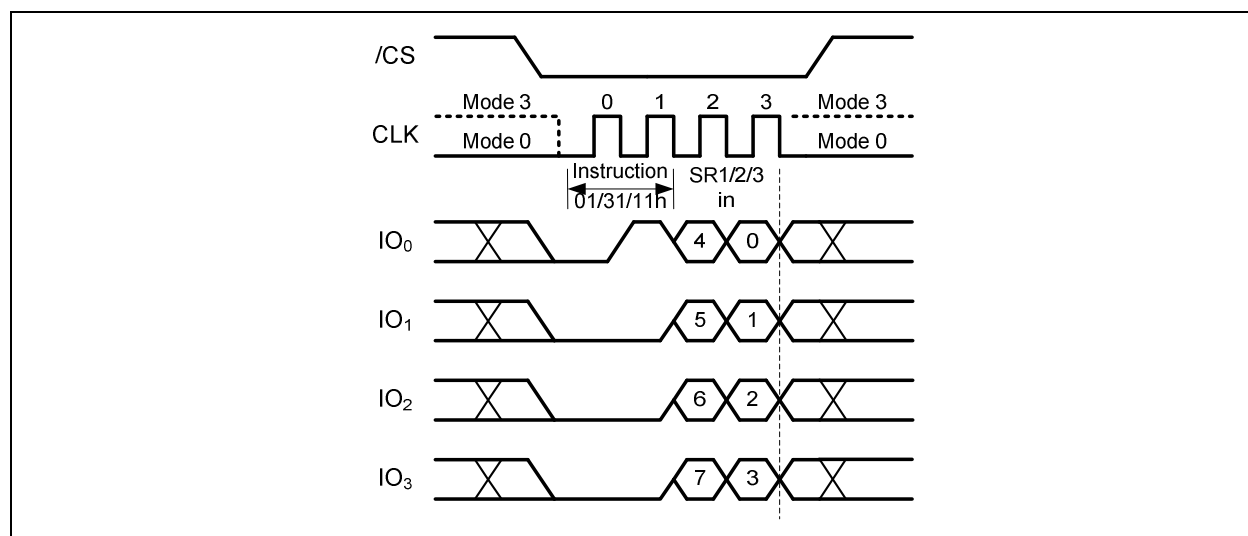 /CS
Mode 3 0 1 2 3 Mode 3
CLK Mode 0 Mode 0
Instruction SR1/2/3
01/31/11h in
IO₀ 4 0
IO₁ 5 1
IO₂ 6 2
IO₃ 7 3